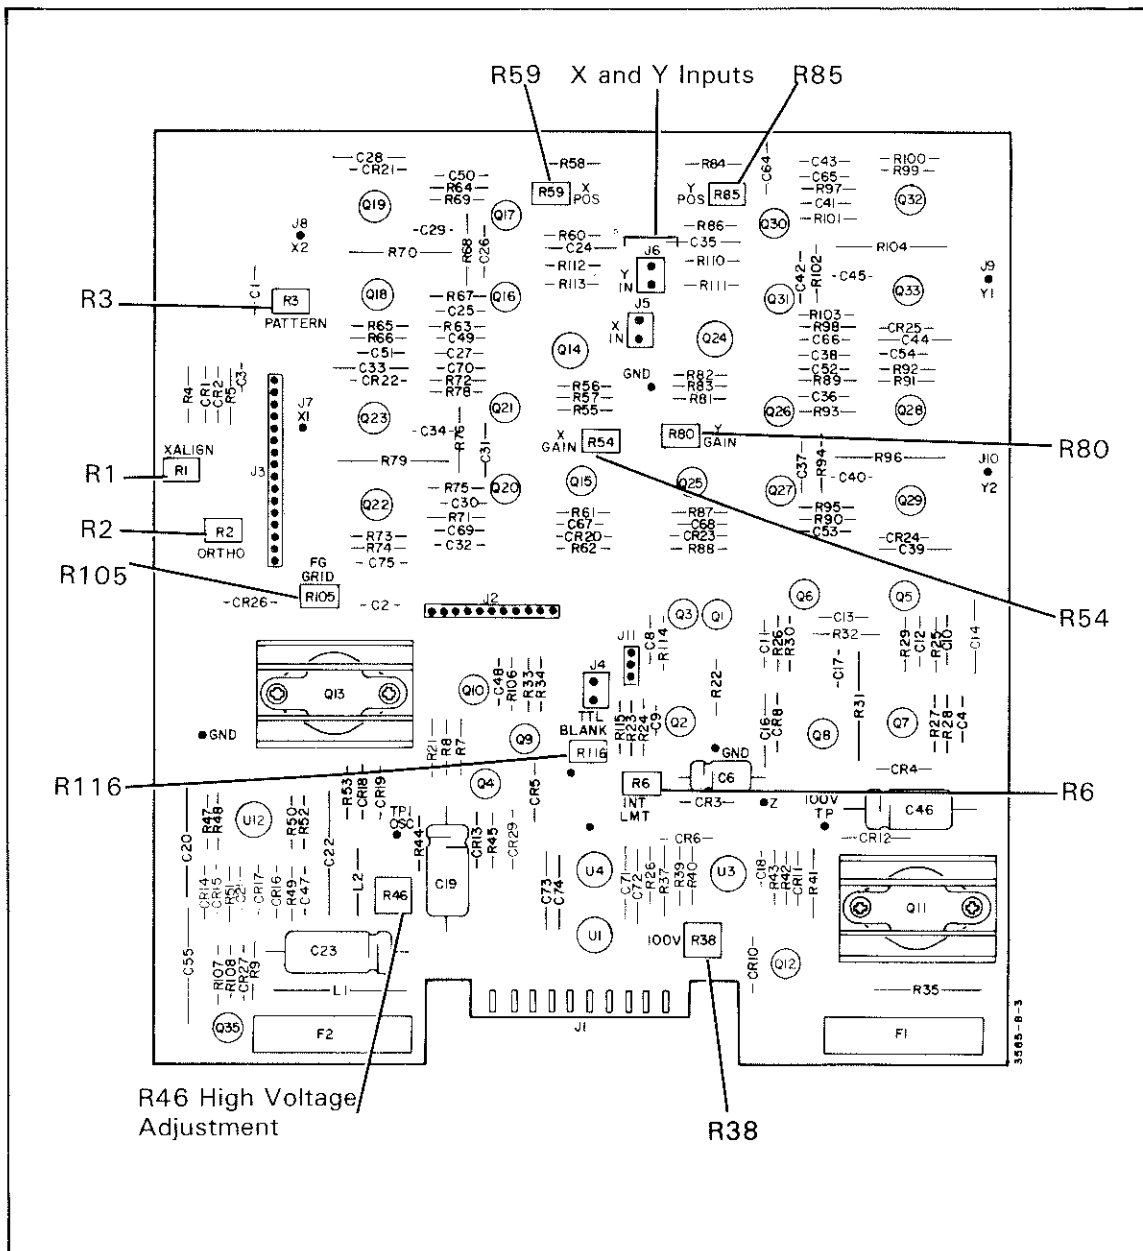 R59 X and Y Inputs R85
C28
CR21
C50
R64
R69
R58
R84
C64
C43
C65
R97
C41
R101
R100
R99
Q19
Q17
R59
X
POS
Y
POS
R85
Q30
Q32
J8
X2
C29
R68
C26
R70
R60
C24
R112
R113
J6
Y
IN
R86
C35
R110
R111
C42
R102
R104
C45
J9
Y1
R3
C1
R3
PATTERN
Q18
R67
C25
Q16
J5
X
IN
Q31
Q33
R65
R66
C51
C33
CR22
R63
C49
C27
C70
R72
R78
Q14
Q24
R103
R98
C66
C38
C52
R89
CR25
C44
C54
R92
R91
R4
CR1
CR2
R5
C3
J7
X1
R56
R57
R55
GND
R82
R83
R81
C36
R93
Q23
Q21
C34
R76
C31
Q26
Q28
X
GAIN
R54
R80
Y
GAIN
R80
XALIGN
R1
R1
J3
R79
Q15
Q25
C37
R94
R96
C40
J10
Y2
Q22
R75
C30
R71
C69
C32
Q20
Q27
Q29
R2
R2
ORTHO
R73
R74
C75
R61
C67
CR20
R62
R87
C68
CR23
R88
R95
R90
C53
CR24
C39
R105
FG
GRID
R105
CR26
C2
J2
Q3
Q1
Q6
Q5
R54
C13
R32
J11
C8
R114
C11
R26
R30
C17
R29
C12
R25
C10
C14
Q13
Q10
C48
R106
R33
R34
J4
TTL
BLANK
R22
R31
GND
R21
R8
R7
Q9
R115
R23
R24
C9
Q2
C16
CR8
Q8
Q7
R27
R28
C4
R116
R116
GND
C6
CR4
R6
R53
CR18
CR19
Q4
CR5
R6
INT
LMT
CR3
Z
100V
TP
C46
R47
R48
U12
R50
R52
TP1
OSC
R44
CR13
R45
CR29
CR6
CR12
C20
C22
L2
C19
CR14
CR15
R51
C21
CR17
CR16
R49
C47
R46
C73
C74
U4
C71
C72
R26
R37
R39
R40
U3
C18
R43
R42
CR11
R41
Q11
U1
100V
R38
C55
C23
R107
R108
CR27
R9
L1
CR10
Q12
R35
Q35
F2
J1
F1
3585-8-3
R46 High Voltage
Adjustment
R38